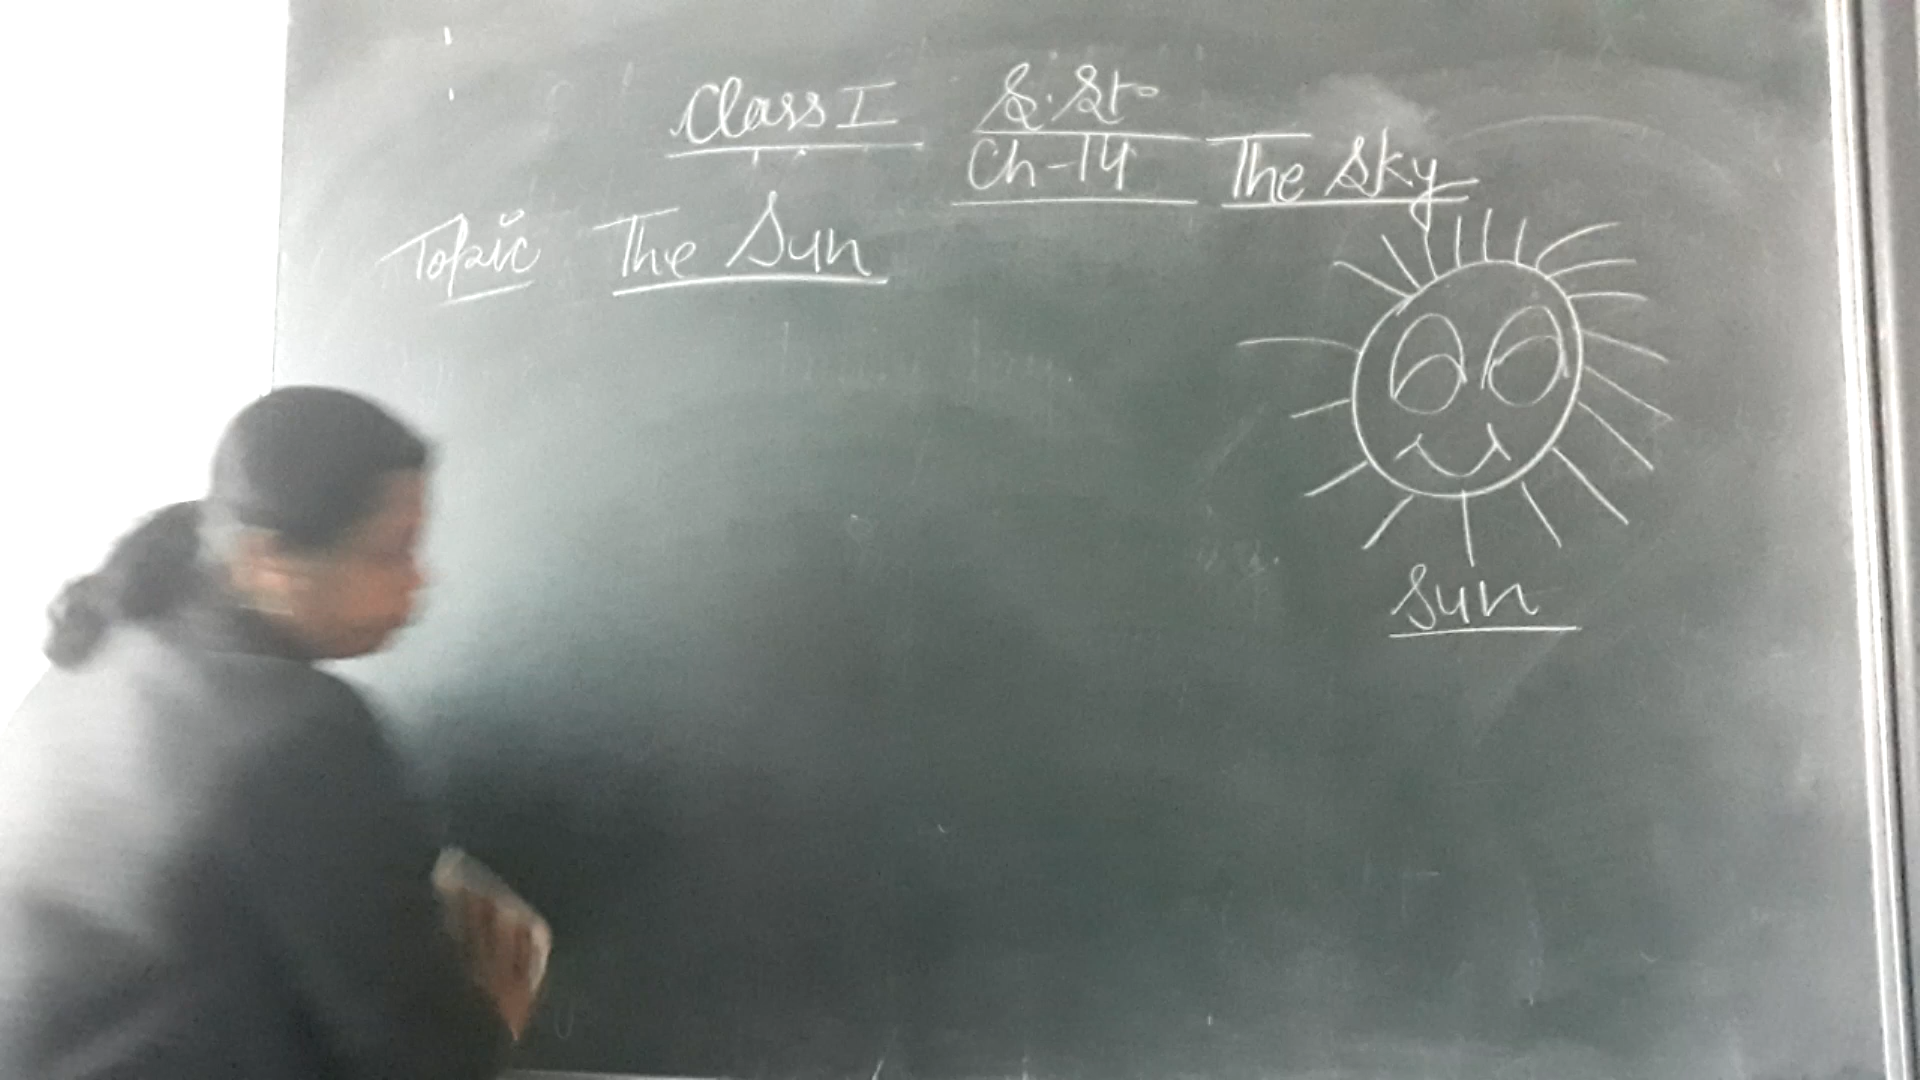 Class I S.St.
Ch-14 The Sky
Topic The Sun
Sun